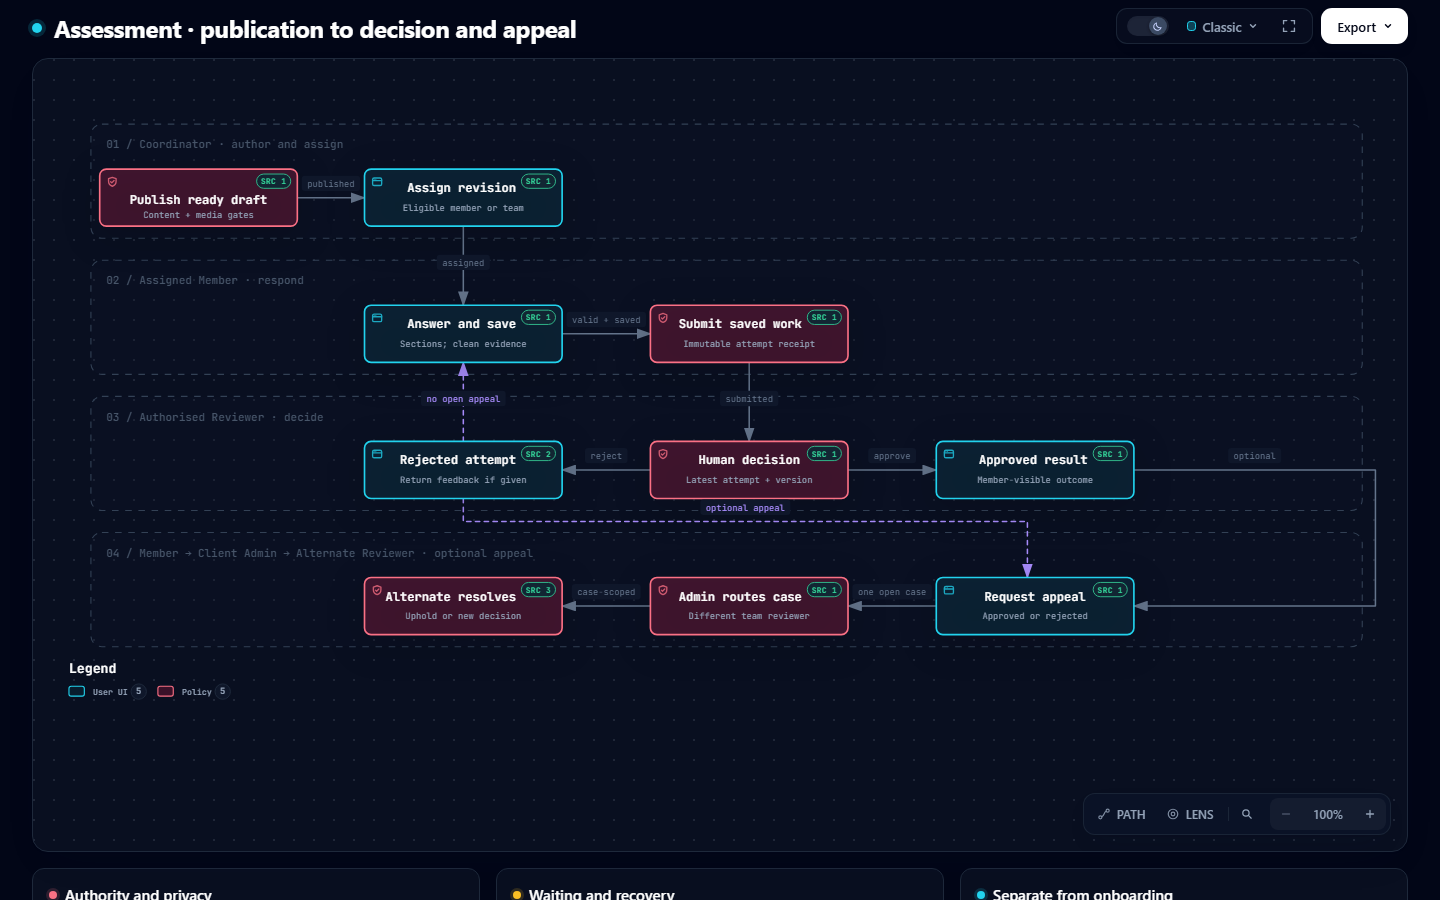 Assessment · publication to decision and appeal
Classic
Export
01 / Coordinator · author and assign
SRC 1
Publish ready draft
Content + media gates
published
SRC 1
Assign revision
Eligible member or team
assigned
02 / Assigned Member · respond
SRC 1
Answer and save
Sections; clean evidence
valid + saved
SRC 1
Submit saved work
Immutable attempt receipt
no open appeal
submitted
03 / Authorised Reviewer · decide
SRC 2
Rejected attempt
Return feedback if given
reject
SRC 1
Human decision
Latest attempt + version
approve
SRC 1
Approved result
Member-visible outcome
optional
optional appeal
04 / Member → Client Admin → Alternate Reviewer · optional appeal
SRC 3
Alternate resolves
Uphold or new decision
case-scoped
SRC 1
Admin routes case
Different team reviewer
one open case
SRC 1
Request appeal
Approved or rejected
Legend
User UI 5
Policy 5
PATH
LENS
− 100% +
Authority and privacy
Waiting and recovery
Separate from onboarding